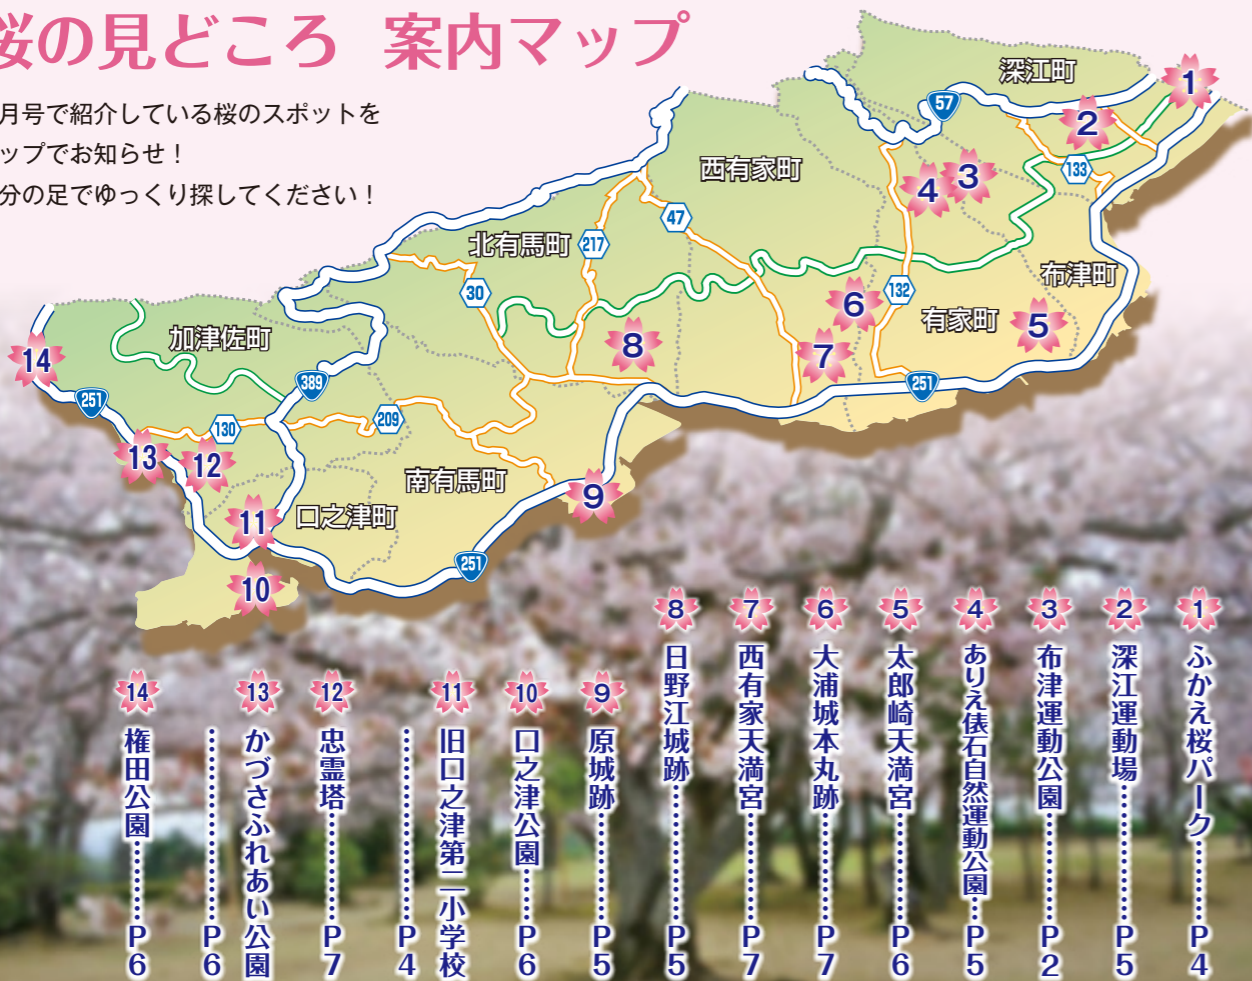 桜の見どころ 案内マップ
月号で紹介している桜のスポットを
ップでお知らせ！
分の足でゆっくり探してください！
深江町
西有家町
北有馬町
布津町
有家町
加津佐町
南有馬町
口之津町
57
133
47
217
30
132
251
389
251
130
209
251
1
2
3
4
5
6
7
8
9
10
11
12
13
14
1 ふかえ桜パーク………P4
2 深江運動場………P5
3 布津運動公園………P2
4 ありえ俵石自然運動公園…P5
5 太郎崎天満宮………P6
6 大浦城本丸跡………P7
7 西有家天満宮………P7
8 日野江城跡………P5
9 原城跡………P5
10 口之津公園………P6
11 旧口之津第二小学校
………P4
12 忠霊塔………P7
13 かづさふれあい公園
………P6
14 権田公園………P6